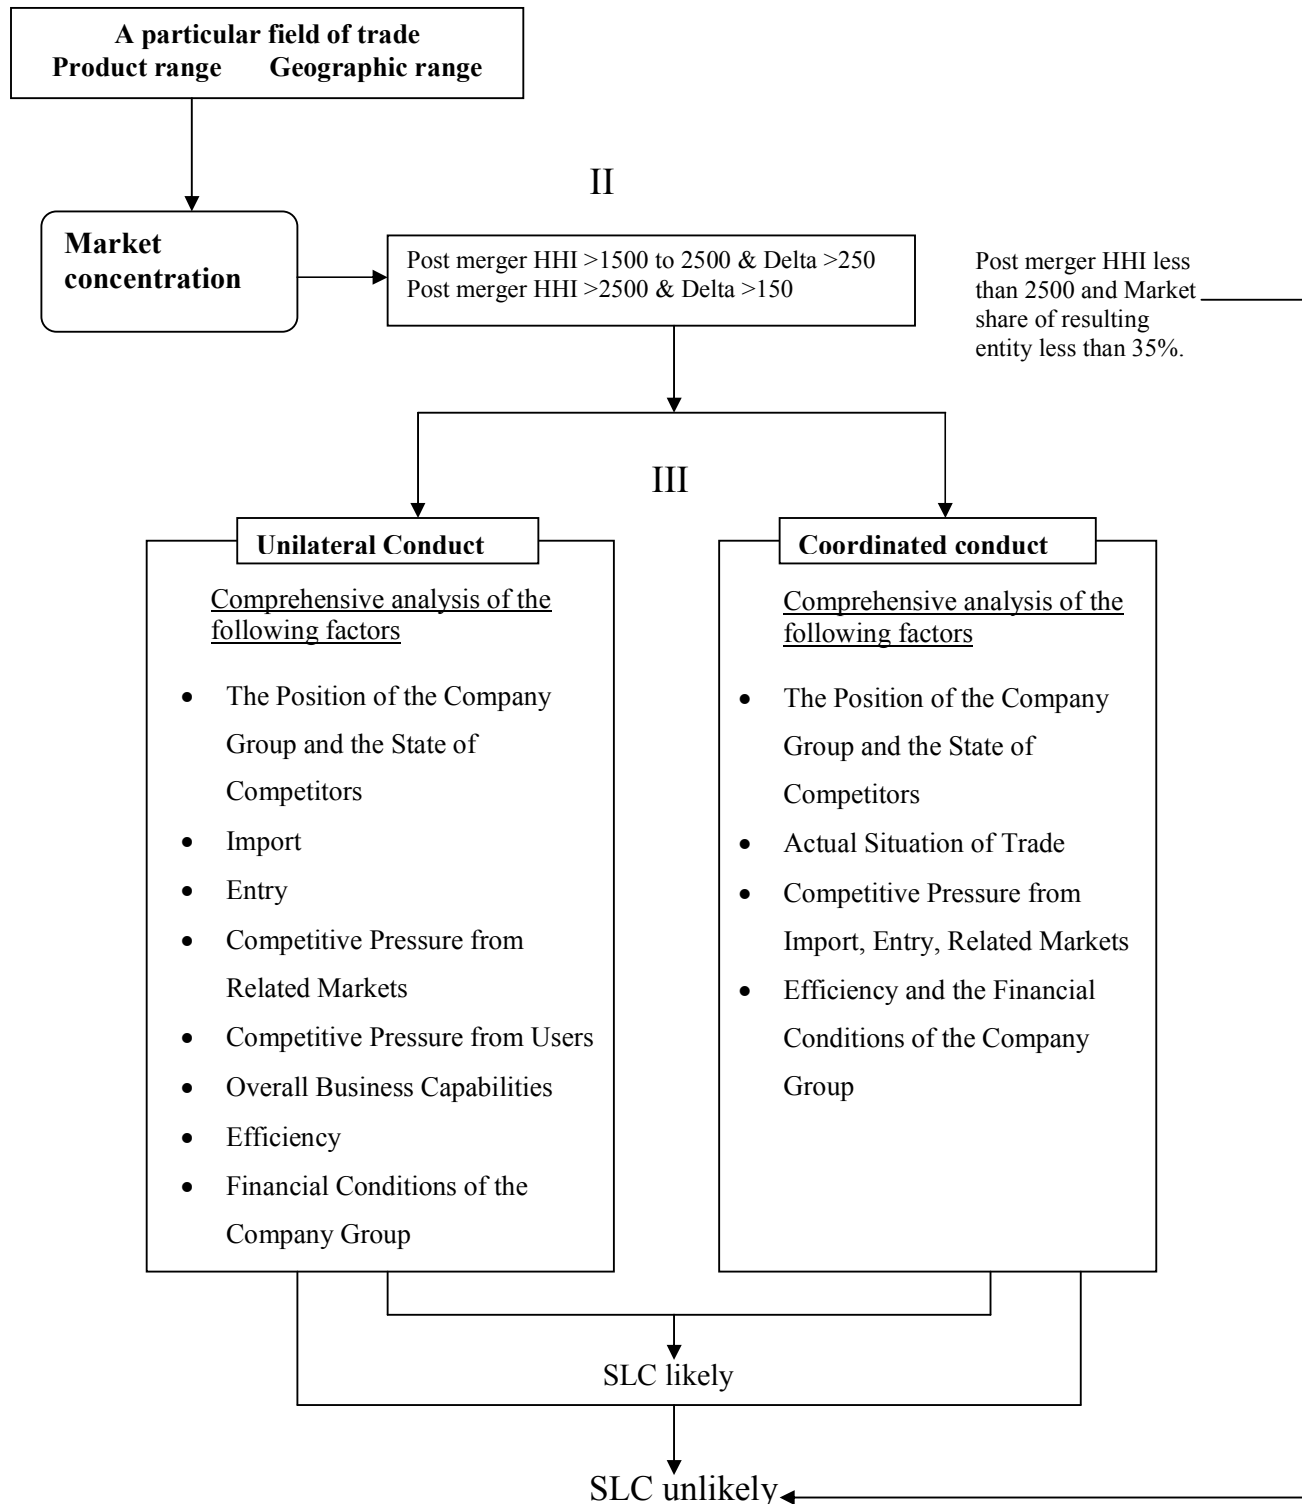 A particular field of trade
Product range Geographic range
II
Market
concentration
Post merger HHI >1500 to 2500 & Delta >250
Post merger HHI >2500 & Delta >150
Post merger HHI less
than 2500 and Market
share of resulting
entity less than 35%.
III
Unilateral Conduct
Comprehensive analysis of the
following factors
• The Position of the Company
Group and the State of
Competitors
• Import
• Entry
• Competitive Pressure from
Related Markets
• Competitive Pressure from Users
• Overall Business Capabilities
• Efficiency
• Financial Conditions of the
Company Group
Coordinated conduct
Comprehensive analysis of the
following factors
• The Position of the Company
Group and the State of
Competitors
• Actual Situation of Trade
• Competitive Pressure from
Import, Entry, Related Markets
• Efficiency and the Financial
Conditions of the Company
Group
SLC likely
SLC unlikely